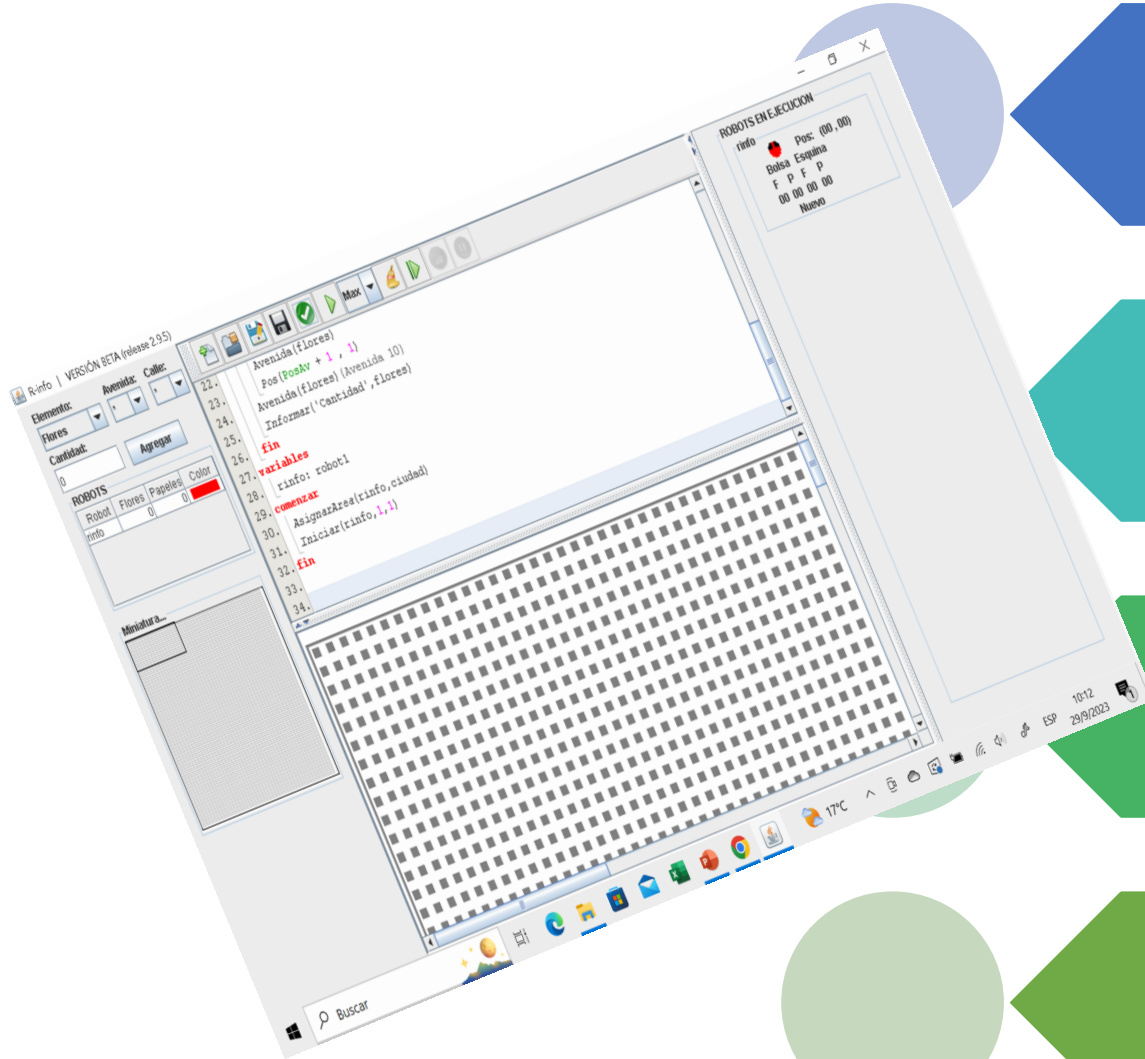 R-info | VERSIÓN BETA (release 2.9.5)
Elemento:
Avenida:
Calle:
Flores
*
*
Cantidad:
0
Agregar
ROBOTS
Robot Flores Papeles Color
rinfo 0 0
Miniatura...
Max
22. Avenida(flores)
23. Pos(PosAv + 1 , 1)
24. Avenida(flores){Avenida 10}
25. Informar('Cantidad',flores)
26. fin
27. variables
28. rinfo: robot1
29. comenzar
30. AsignarArea(rinfo,ciudad)
31. Iniciar(rinfo,1,1)
32. fin
33.
34.
ROBOTS EN EJECUCION
rinfo
Pos: (00,00)
Bolsa Esquina
F P F P
00 00 00 00
Nuevo
Buscar
17°C
ESP
10:12
29/9/2023
1